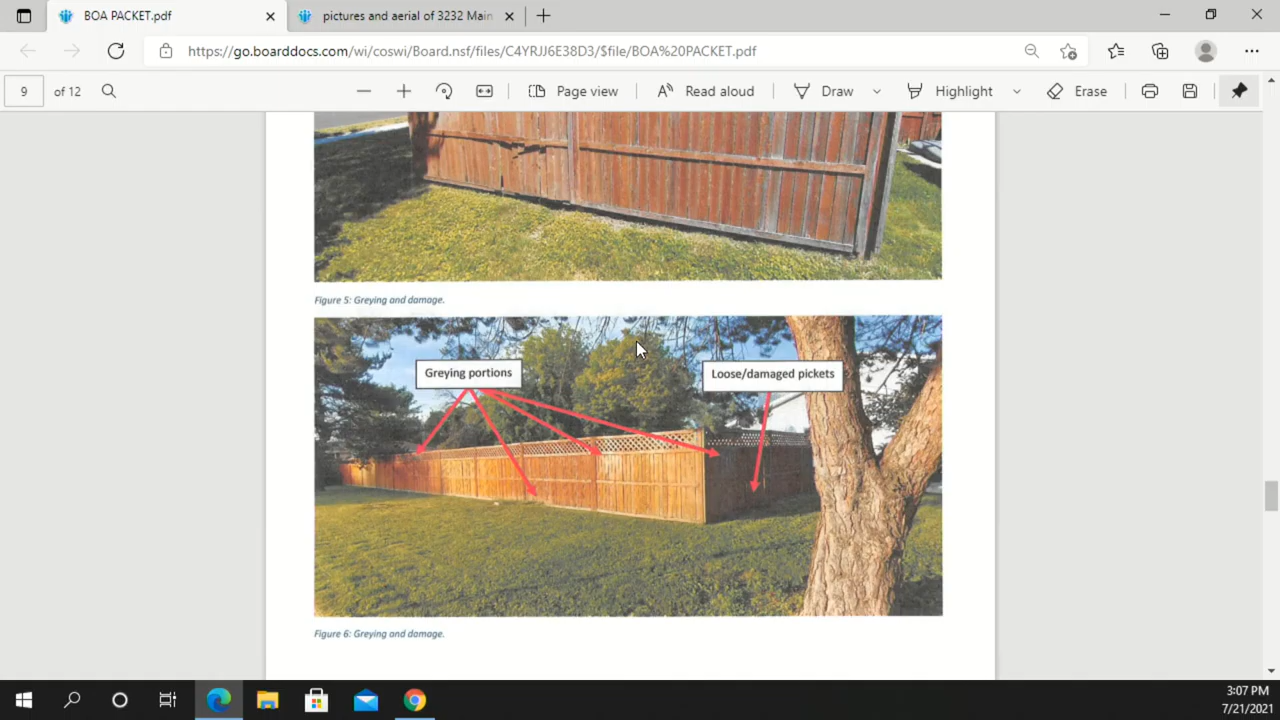 BOA PACKET.pdf
pictures and aerial of 3232 Main
https://go.boarddocs.com/wi/coswi/Board.nsf/files/C4YRJJ6E38D3/$file/BOA%20PACKET.pdf
9 of 12
Page view
Read aloud
Draw
Highlight
Erase
Figure 5: Greying and damage.
Greying portions
Loose/damaged pickets
Figure 6: Greying and damage.
3:07 PM
7/21/2021